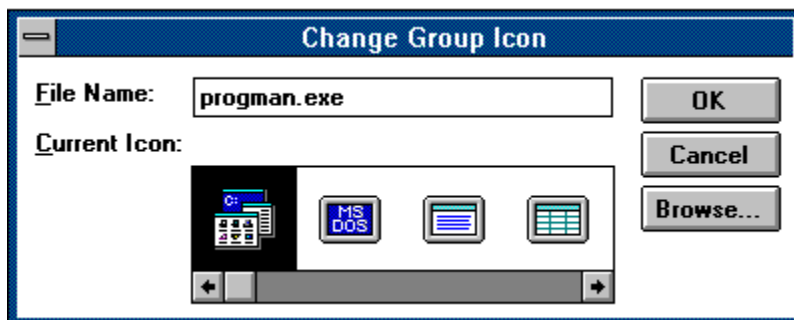 Change Group Icon
File Name:
progman.exe
OK
Current Icon:
Cancel
C:
MS
DOS
Browse...